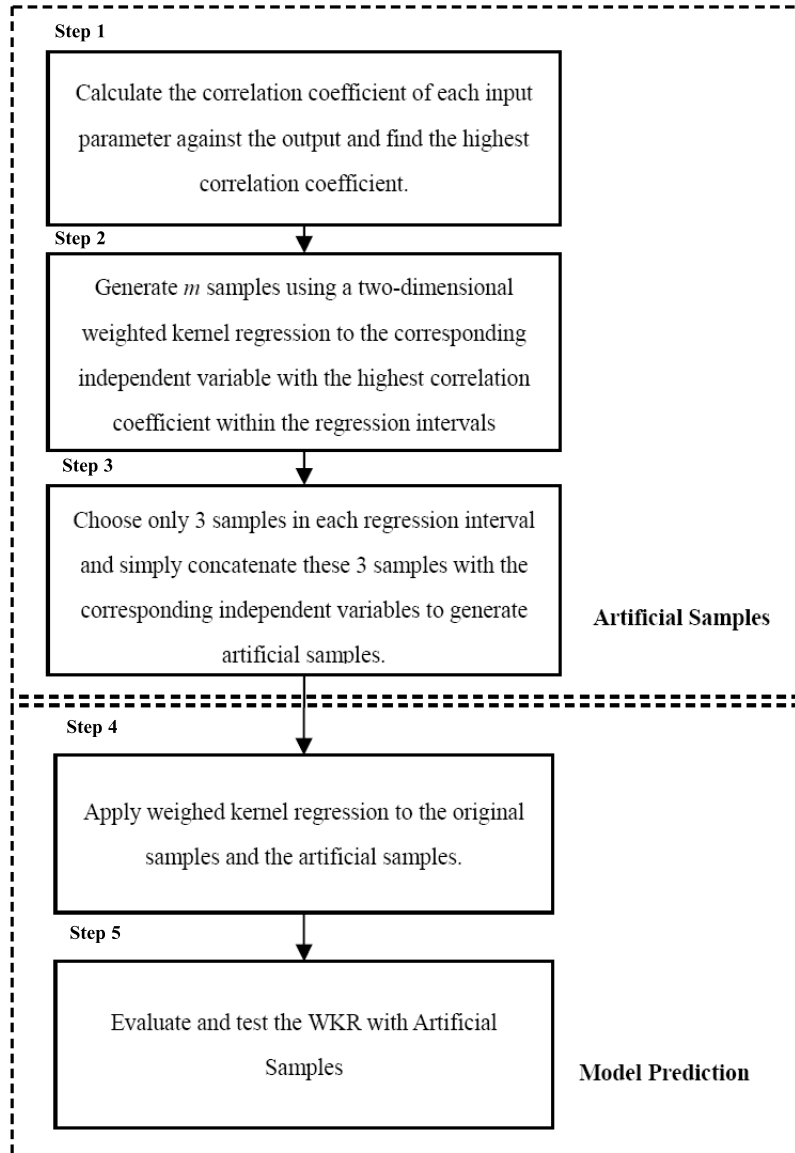 Step 1
Calculate the correlation coefficient of each input
parameter against the output and find the highest
correlation coefficient.
Step 2
Generate m samples using a two-dimensional
weighted kernel regression to the corresponding
independent variable with the highest correlation
coefficient within the regression intervals
Step 3
Choose only 3 samples in each regression interval
and simply concatenate these 3 samples with the
corresponding independent variables to generate
artificial samples.
Artificial Samples
Step 4
Apply weighed kernel regression to the original
samples and the artificial samples.
Step 5
Evaluate and test the WKR with Artificial
Samples
Model Prediction